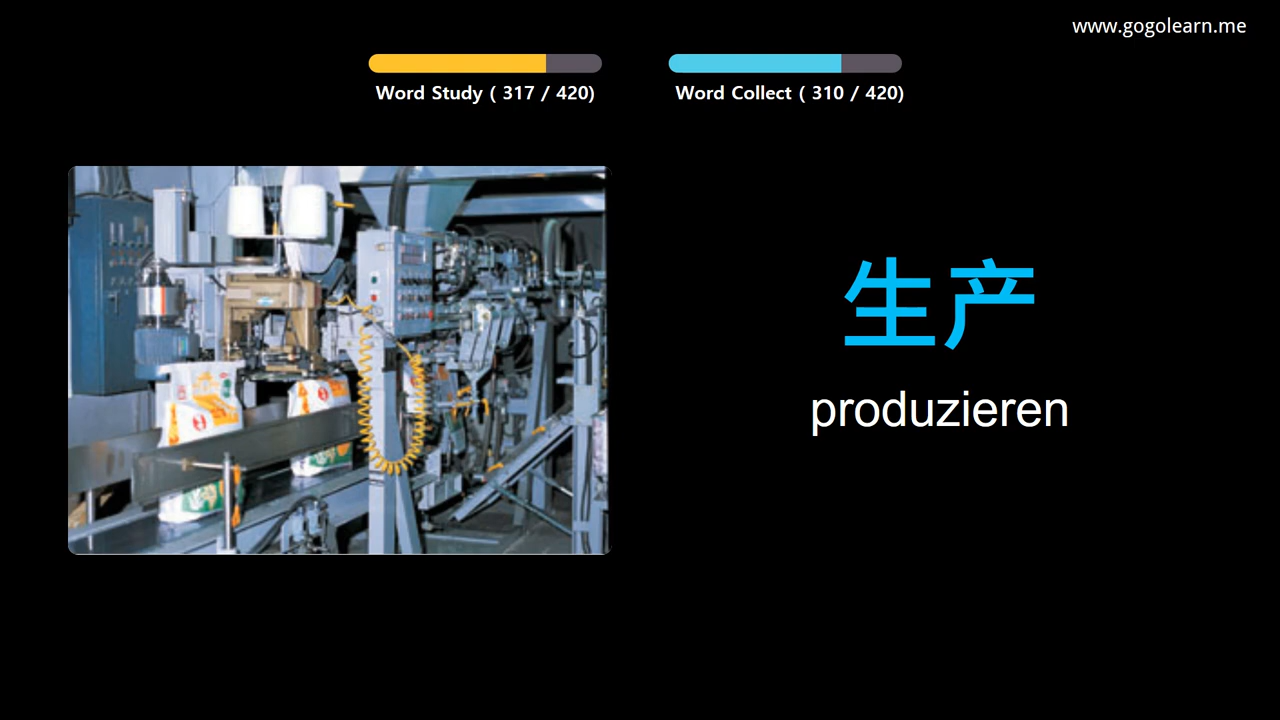 www.gogolearn.me
Word Study ( 317 / 420)
Word Collect ( 310 / 420)
生产
produzieren